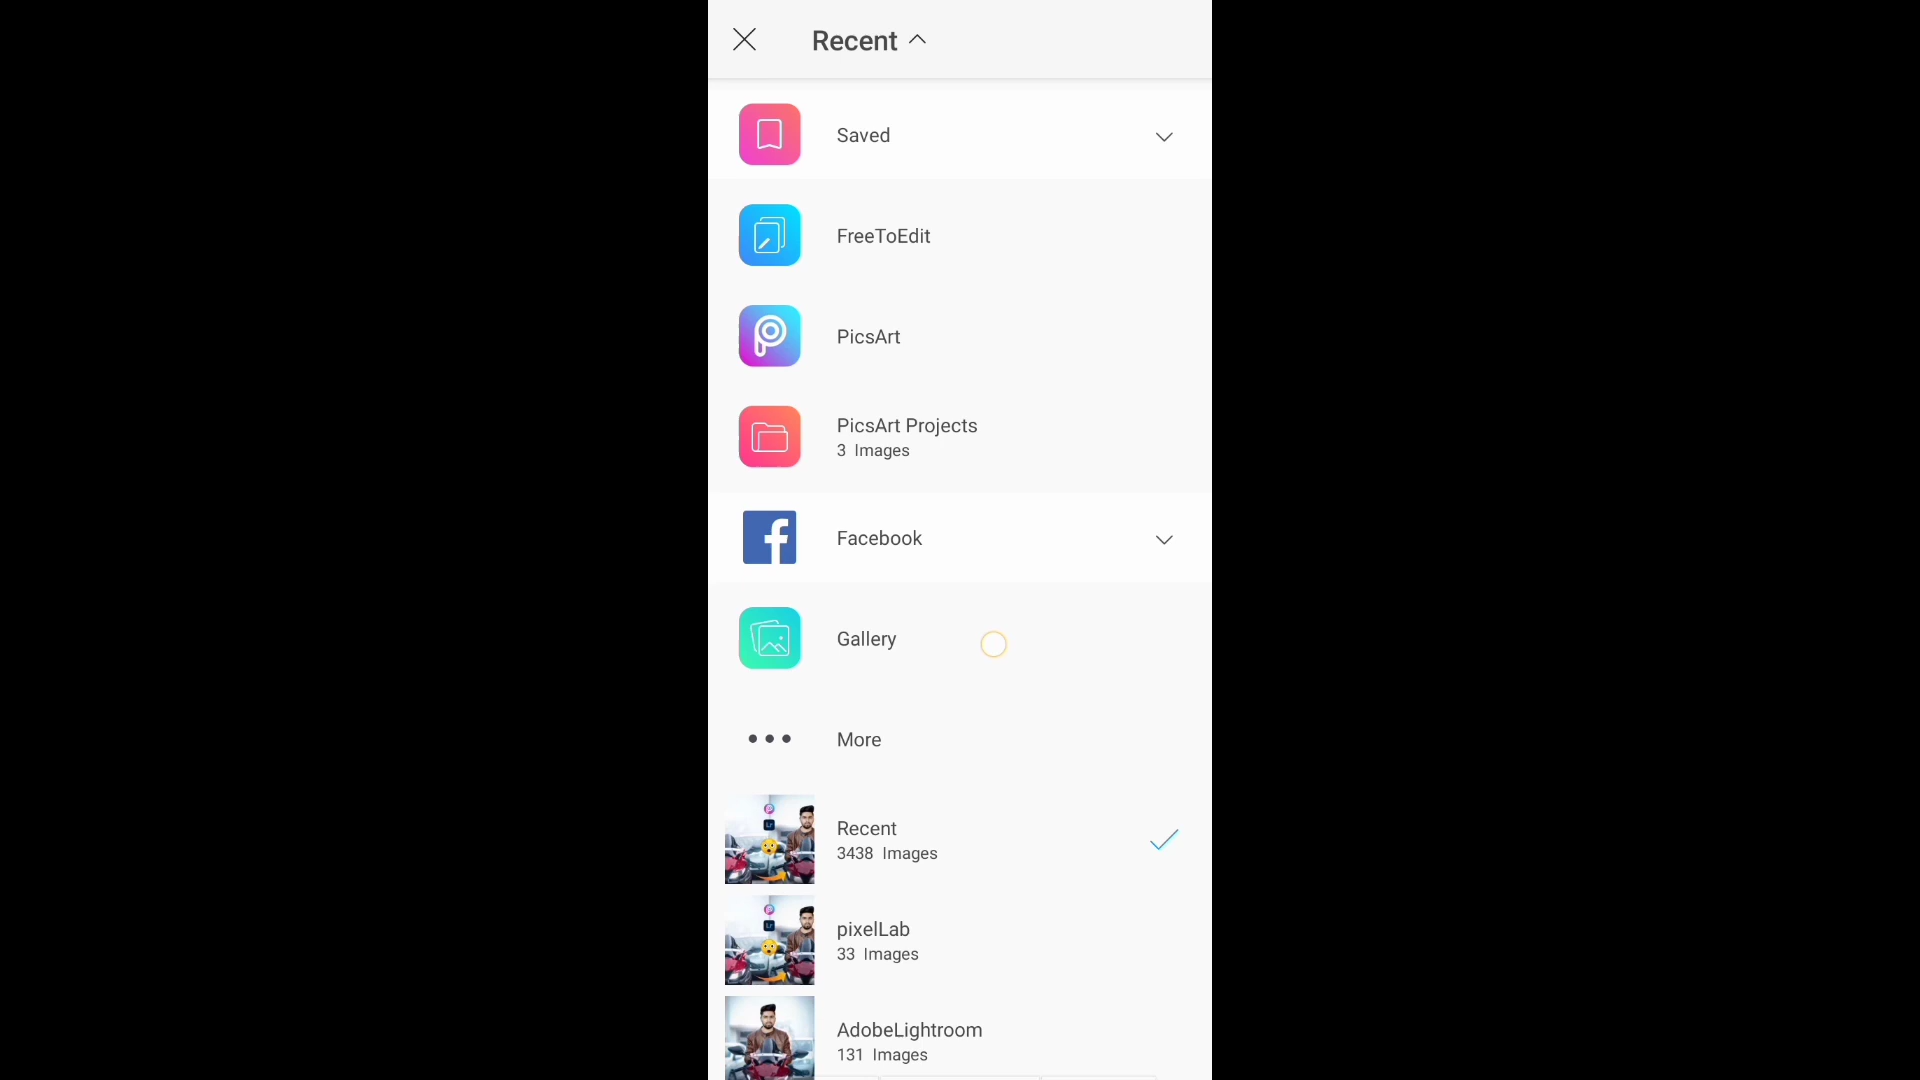 Recent
Saved
FreeToEdit
PicsArt
PicsArt Projects
3 Images
Facebook
Gallery
More
Recent
3438 Images
pixelLab
33 Images
AdobeLightroom
131 Images